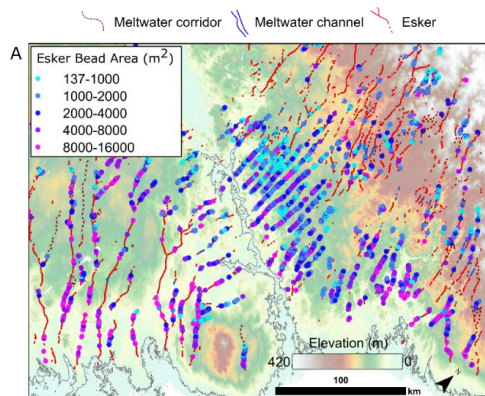 Meltwater corridor Meltwater channel Esker
A
Esker Bead Area (m²)
137-1000
1000-2000
2000-4000
4000-8000
8000-16000
Elevation (m)
420 0
100
km
N